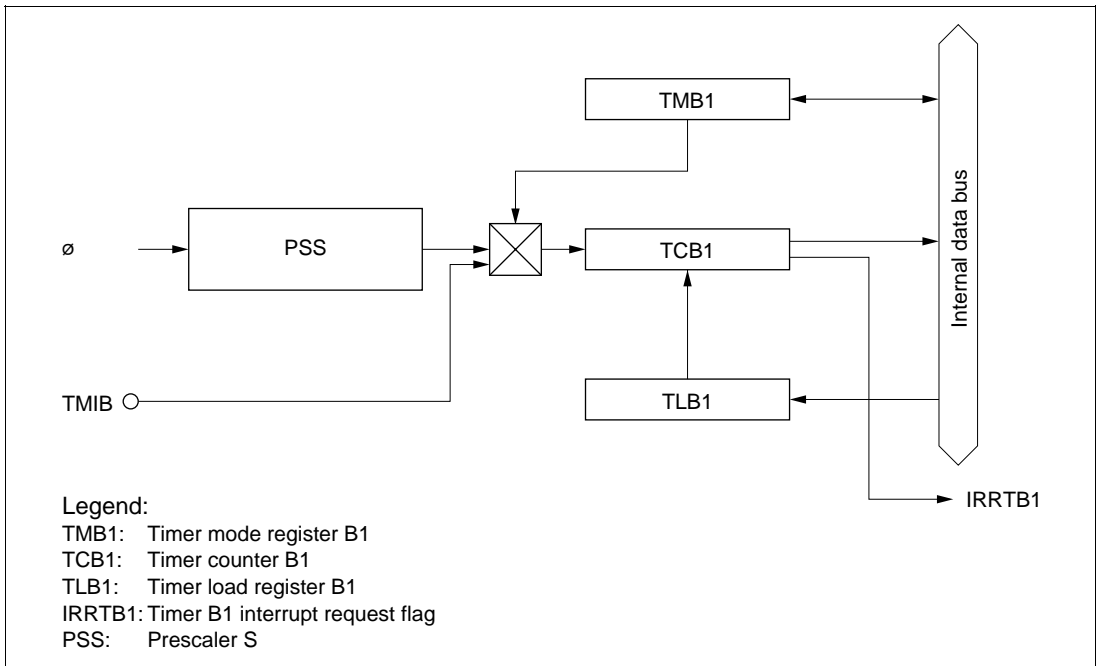 TMB1
Internal data bus
ø
PSS
TCB1
TMIB
TLB1
IRRTB1
Legend:
TMB1: Timer mode register B1
TCB1: Timer counter B1
TLB1: Timer load register B1
IRRTB1: Timer B1 interrupt request flag
PSS: Prescaler S